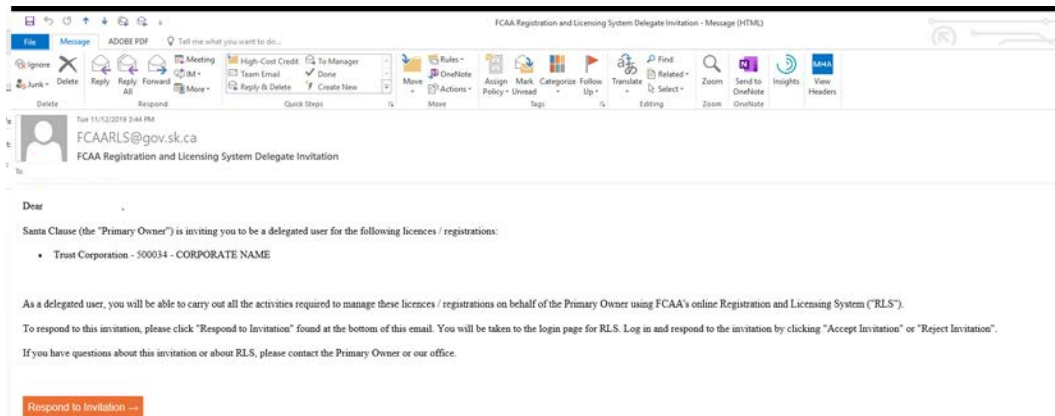 FCAA Registration and Licensing System Delegate Invitation - Message (HTML)
File Message ADOBE PDF Tell me what you want to do...
Ignore Meeting High-Cost Credit To Manager Rules OneNote Find Related
Junk Delete Reply Reply All Forward IM More Team Email Done Reply & Delete Create New Move Actions Assign Policy Mark Unread Categorize Follow Up Translate Select Zoom Send to OneNote Insights MHA View Headers
Delete Respond Quick Steps Move Tags Editing Zoom OneNote
Tue 11/12/2019 3:44 PM
FCAARLS@gov.sk.ca
FCAA Registration and Licensing System Delegate Invitation
To
Dear ,
Santa Clause (the "Primary Owner") is inviting you to be a delegated user for the following licences / registrations:
• Trust Corporation - 500034 - CORPORATE NAME
As a delegated user, you will be able to carry out all the activities required to manage these licences / registrations on behalf of the Primary Owner using FCAA's online Registration and Licensing System ("RLS").
To respond to this invitation, please click "Respond to Invitation" found at the bottom of this email. You will be taken to the login page for RLS. Log in and respond to the invitation by clicking "Accept Invitation" or "Reject Invitation".
If you have questions about this invitation or about RLS, please contact the Primary Owner or our office.
Respond to Invitation →